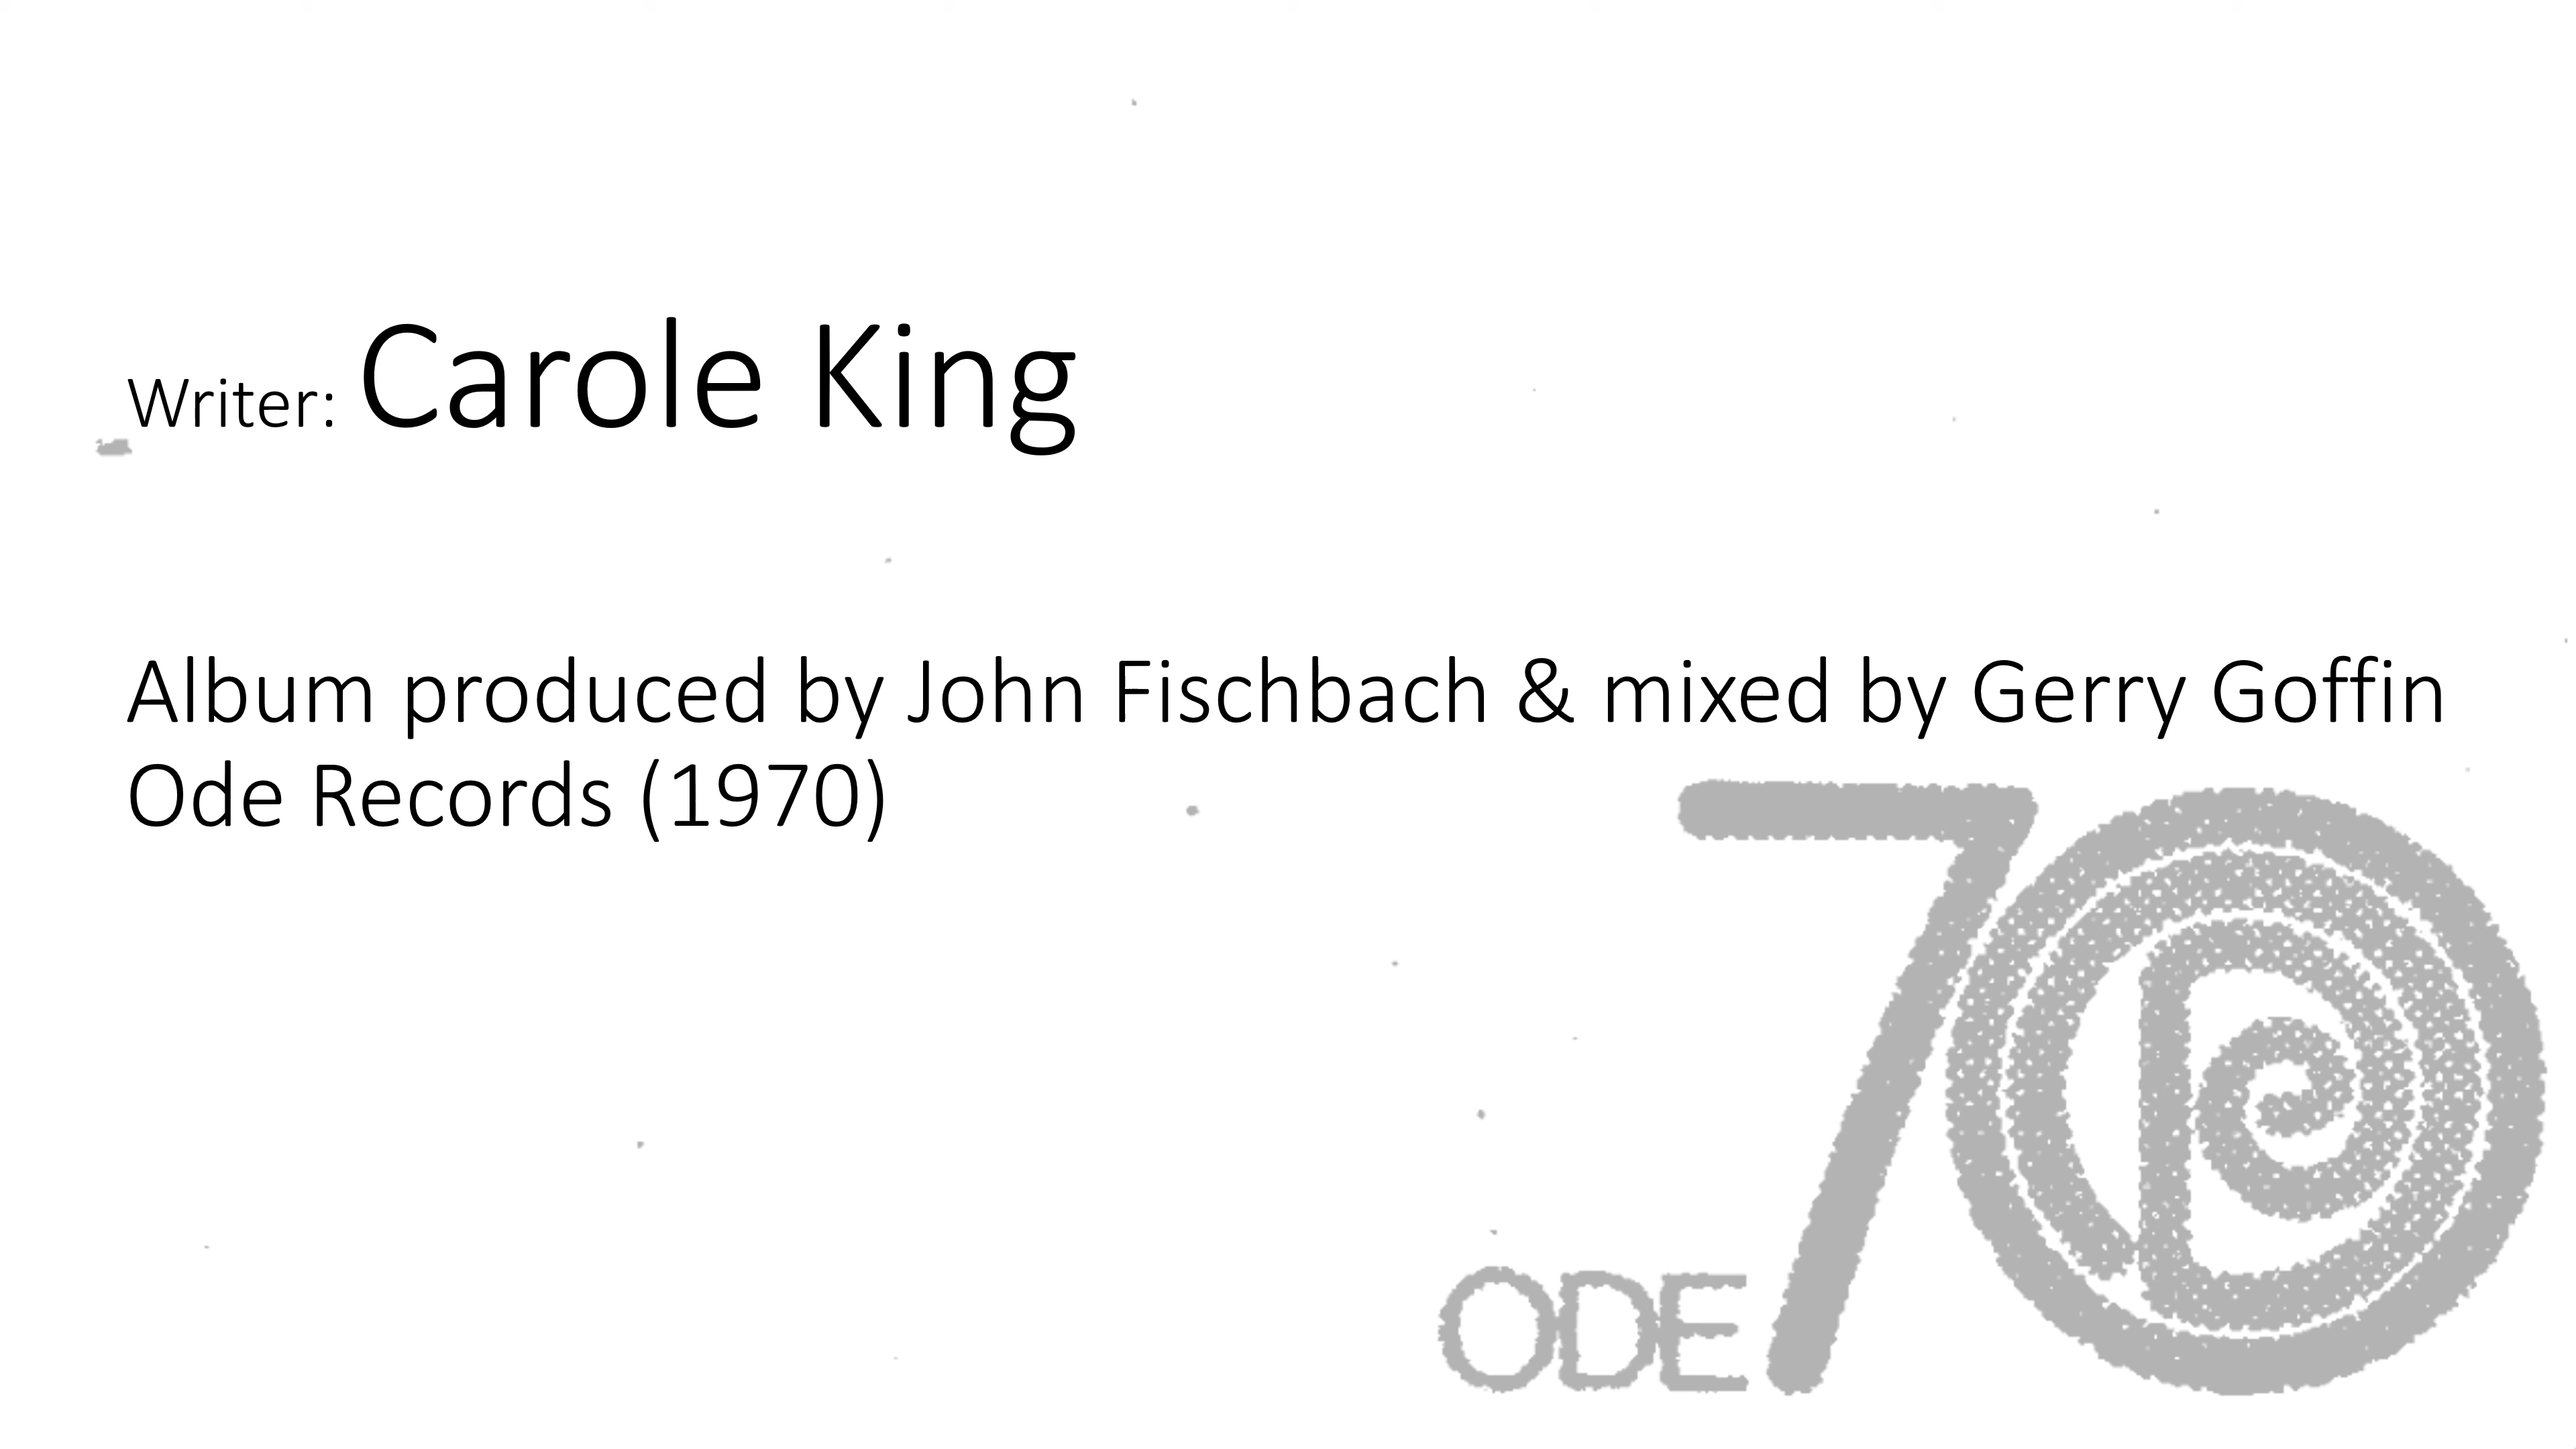 Writer: Carole King
Album produced by John Fischbach & mixed by Gerry Goffin
Ode Records (1970)
ODE 70